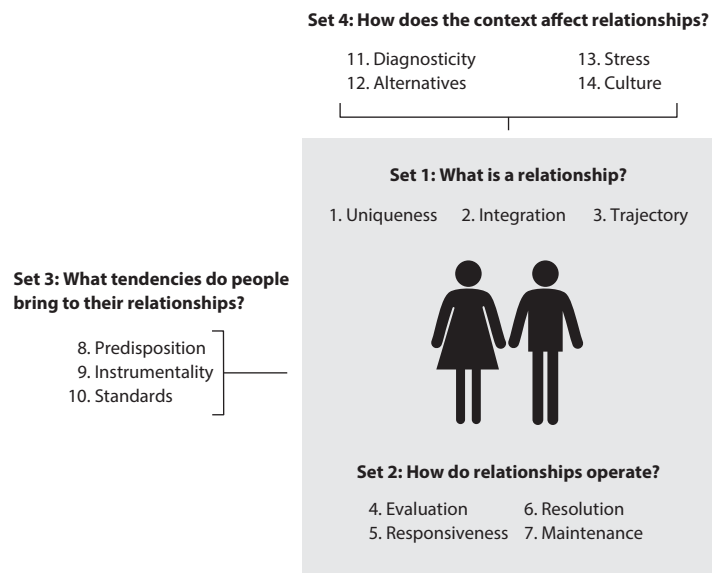 Set 4: How does the context affect relationships?
11. Diagnosticity 13. Stress
12. Alternatives 14. Culture
Set 1: What is a relationship?
1. Uniqueness 2. Integration 3. Trajectory
Set 3: What tendencies do people
bring to their relationships?
8. Predisposition
9. Instrumentality
10. Standards
Set 2: How do relationships operate?
4. Evaluation 6. Resolution
5. Responsiveness 7. Maintenance